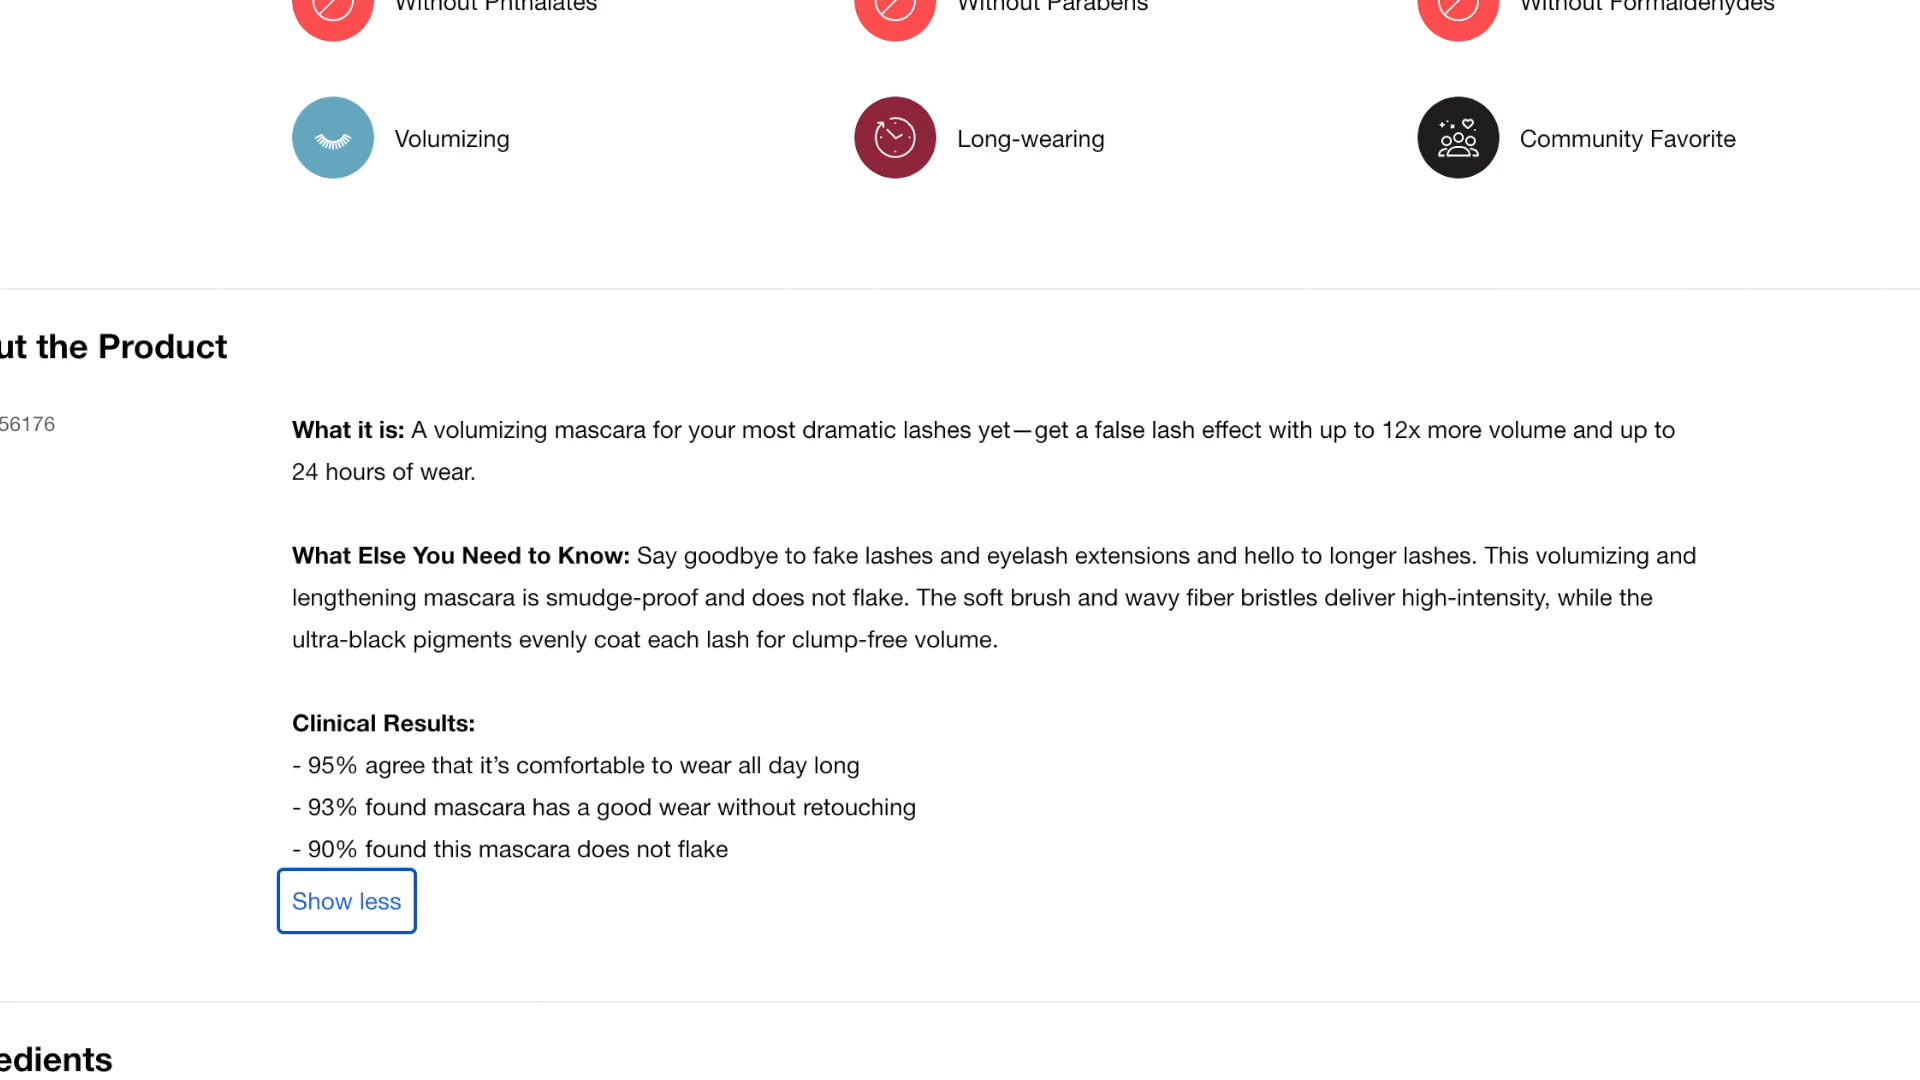 Without Phthalates
Without Parabens
Without Formaldehydes
Volumizing
Long-wearing
Community Favorite
ut the Product
56176
What it is: A volumizing mascara for your most dramatic lashes yet—get a false lash effect with up to 12x more volume and up to
24 hours of wear.
What Else You Need to Know: Say goodbye to fake lashes and eyelash extensions and hello to longer lashes. This volumizing and
lengthening mascara is smudge-proof and does not flake. The soft brush and wavy fiber bristles deliver high-intensity, while the
ultra-black pigments evenly coat each lash for clump-free volume.
Clinical Results:
- 95% agree that it’s comfortable to wear all day long
- 93% found mascara has a good wear without retouching
- 90% found this mascara does not flake
Show less
edients